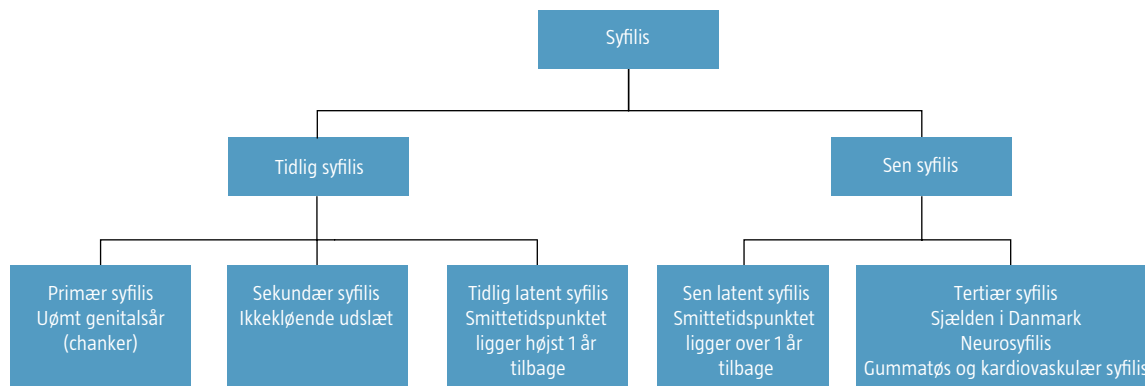 Syfilis
Tidlig syfilis
Sen syfilis
Primær syfilis
Uømt genitalsår
(chanker)
Sekundær syfilis
Ikkekløende udslæt
Tidlig latent syfilis
Smittetidspunktet
ligger højst 1 år
tilbage
Sen latent syfilis
Smittetidspunktet
ligger over 1 år
tilbage
Tertiær syfilis
Sjælden i Danmark
Neurosyfilis
Gummatøs og kardiovaskulær syfilis